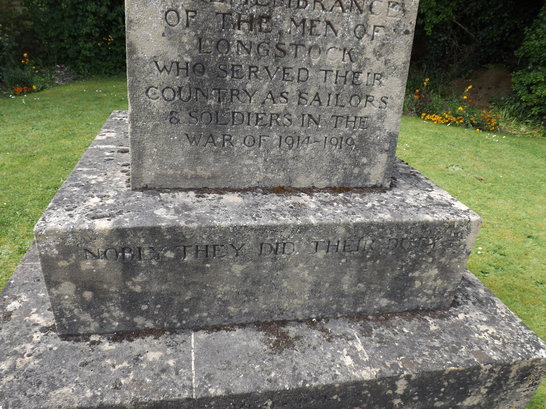 REMEMBRANCE
OF THE MEN OF
LONGSTOCK
WHO SERVED THEIR
COUNTRY AS SAILORS
& SOLDIERS IN THE
WAR OF 1914-1919.
NOBLY THEY DID THEIR DUTY